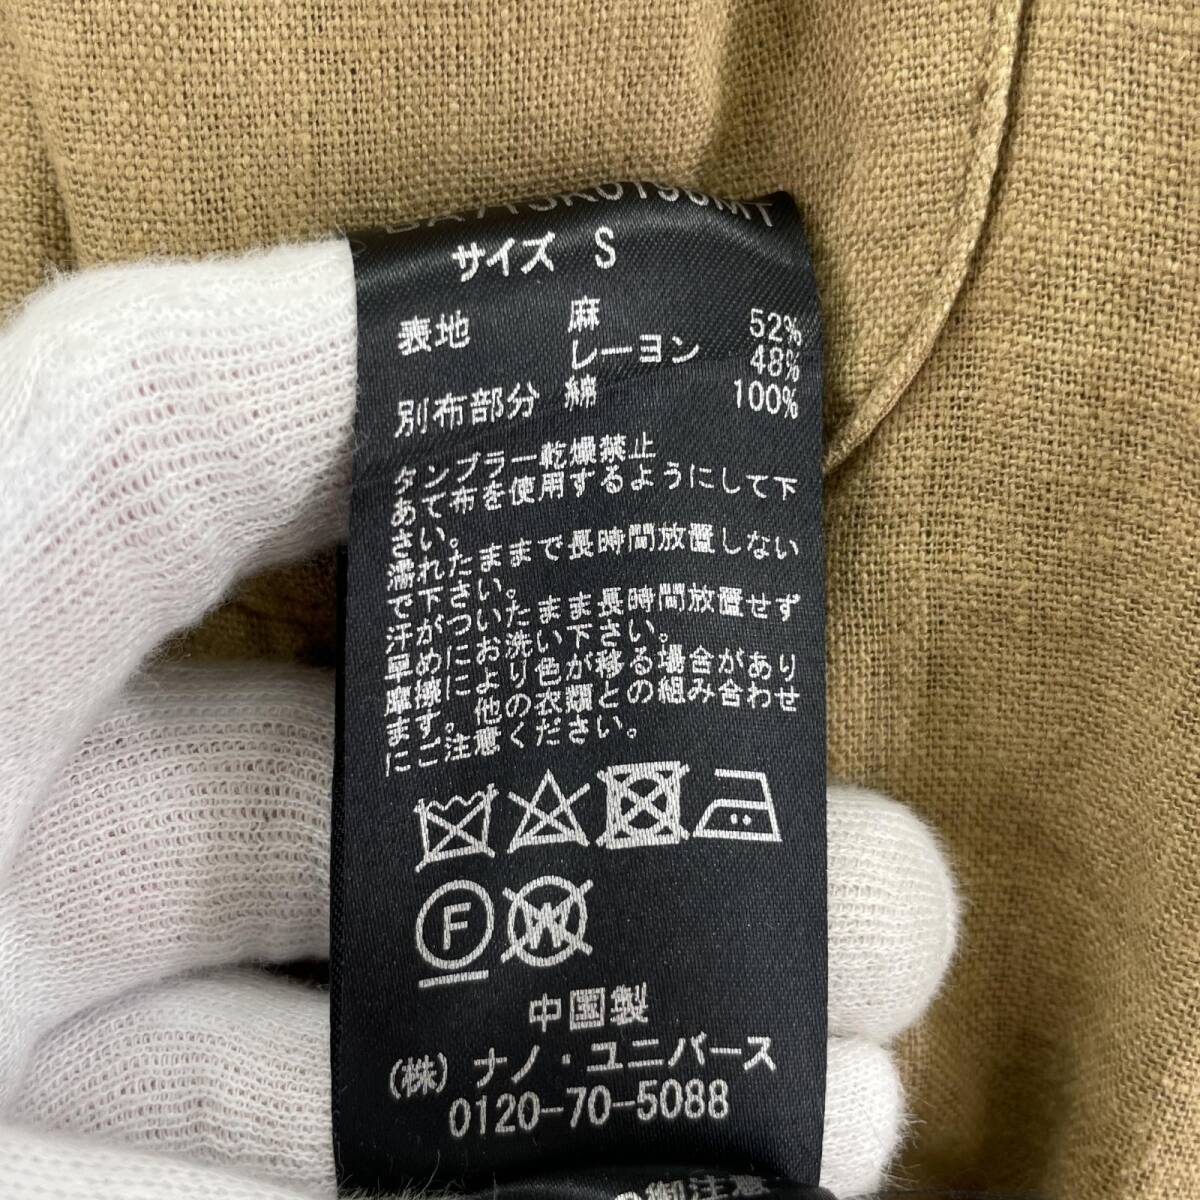 サイズ S
表地 麻 52%
レーヨン 48%
別布部分 綿 100%
タンブラー乾燥禁止
あて布を使用するようにして下
さい。
濡れたままで長時間放置しない
で下さい。
汗がついたまま長時間放置せず
早めにお洗い下さい。
摩擦により色が移る場合があり
ます。他の衣類との組み合わせ
にご注意ください。
F W
中国製
(株) ナノ・ユニバース
0120-70-5088
御注意